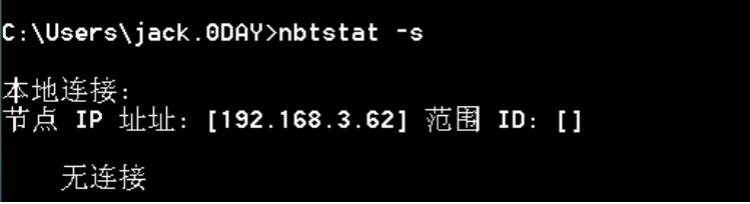 C:\Users\jack.0DAY>nbtstat -s
本地连接:
节点 IP 址址: [192.168.3.62] 范围 ID: []
无连接